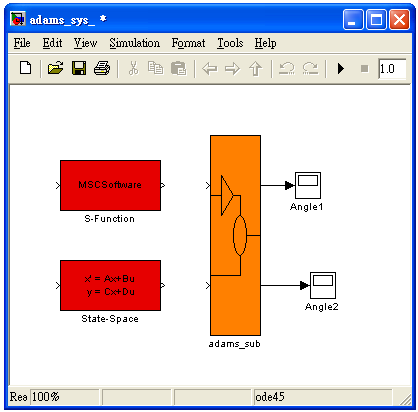 adams_sys_ *
File Edit View Simulation Format Tools Help
1.0
MSCSoftware
S-Function
Angle1
x' = Ax+Bu
y = Cx+Du
State-Space
Angle2
adams_sub
Rea 100% ode45